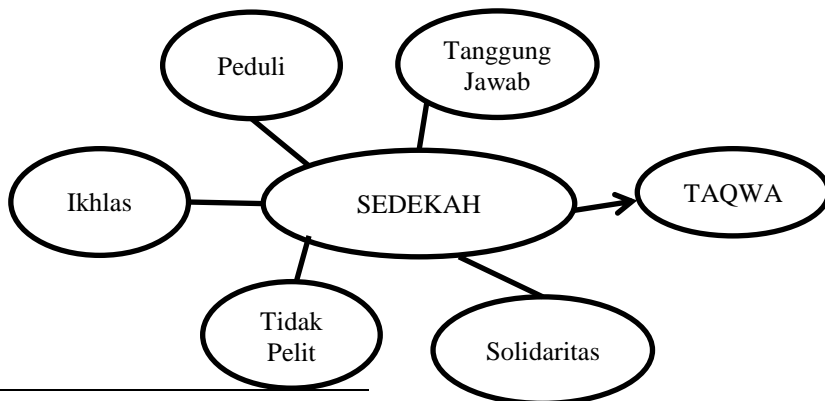 Peduli
Tanggung
Jawab
Ikhlas
SEDEKAH
TAQWA
Tidak
Pelit
Solidaritas